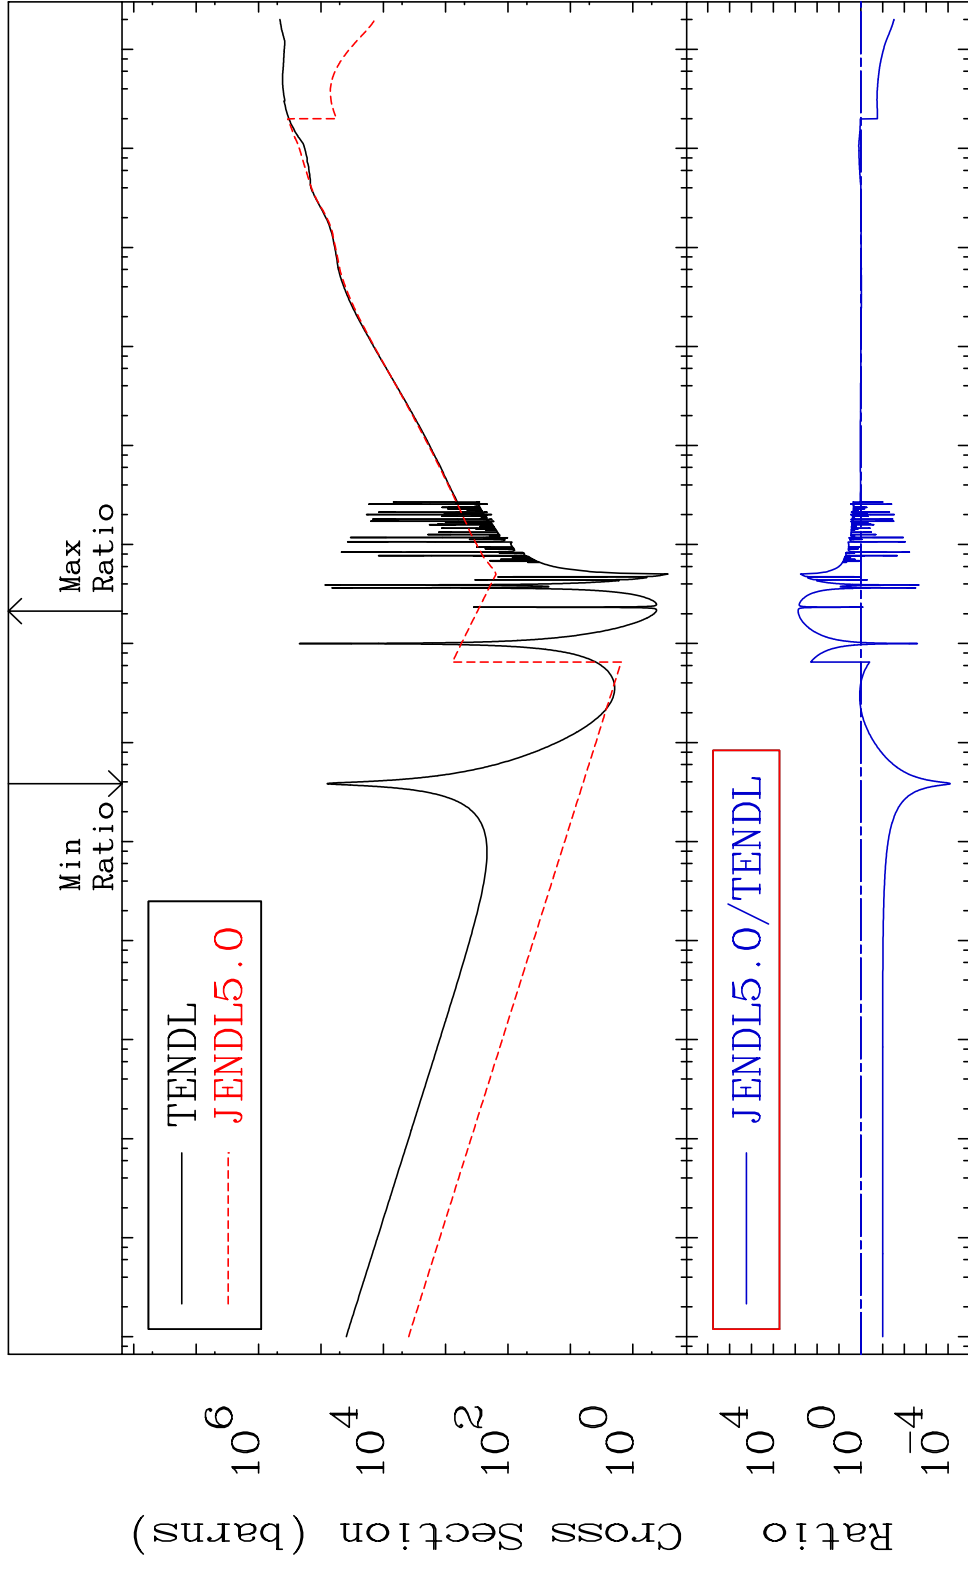 Min
Ratio
Max
Ratio
TENDL
JENDL5.0
10^6
10^4
10^2
10^0
Cross Section (barns)
JENDL5.0/TENDL
10^4
10^0
10^-4
Ratio